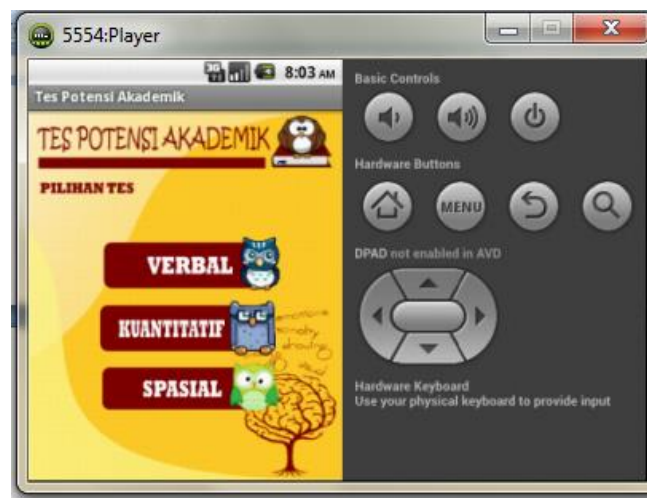 5554:Player
3G
8:03 AM
Tes Potensi Akademik
TES POTENSI AKADEMIK
PILIHAN TES
VERBAL
KUANTITATIF
SPASIAL
Basic Controls
Hardware Buttons
MENU
DPAD not enabled in AVD
Hardware Keyboard
Use your physical keyboard to provide input